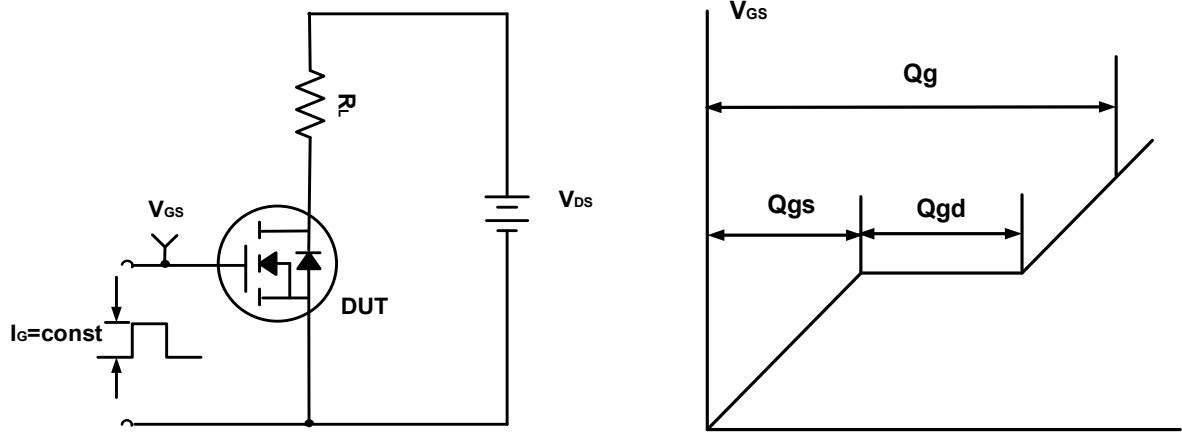 RL
VGS
VDS
DUT
IG=const
VGS
Qg
Qgs
Qgd